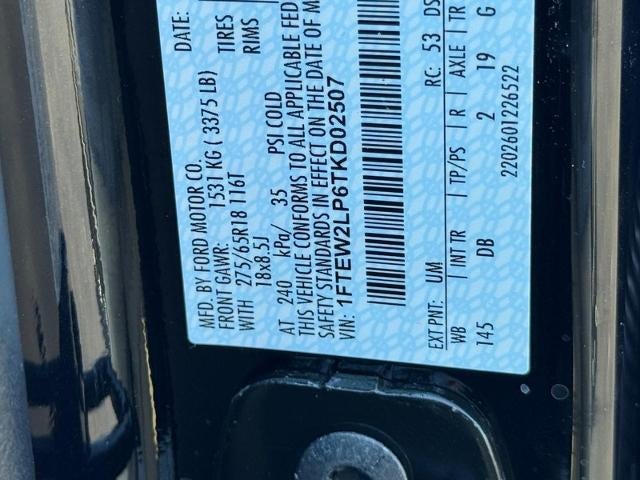 MFD. BY FORD MOTOR CO.
DATE:
FRONT GAWR: 1531 KG ( 3375 LB)
WITH 275/65R18 116T
TIRES
18x8.5J
RIMS
AT 240 kPa/ 35 PSI COLD
THIS VEHICLE CONFORMS TO ALL APPLICABLE FED
SAFETY STANDARDS IN EFFECT ON THE DATE OF M
VIN: 1FTEW2LP6TKD02507
EXT PNT: UM RC: 53 DS
WB INT TR TP/PS R AXLE TR
145 DB 2 19 G
2202601226522